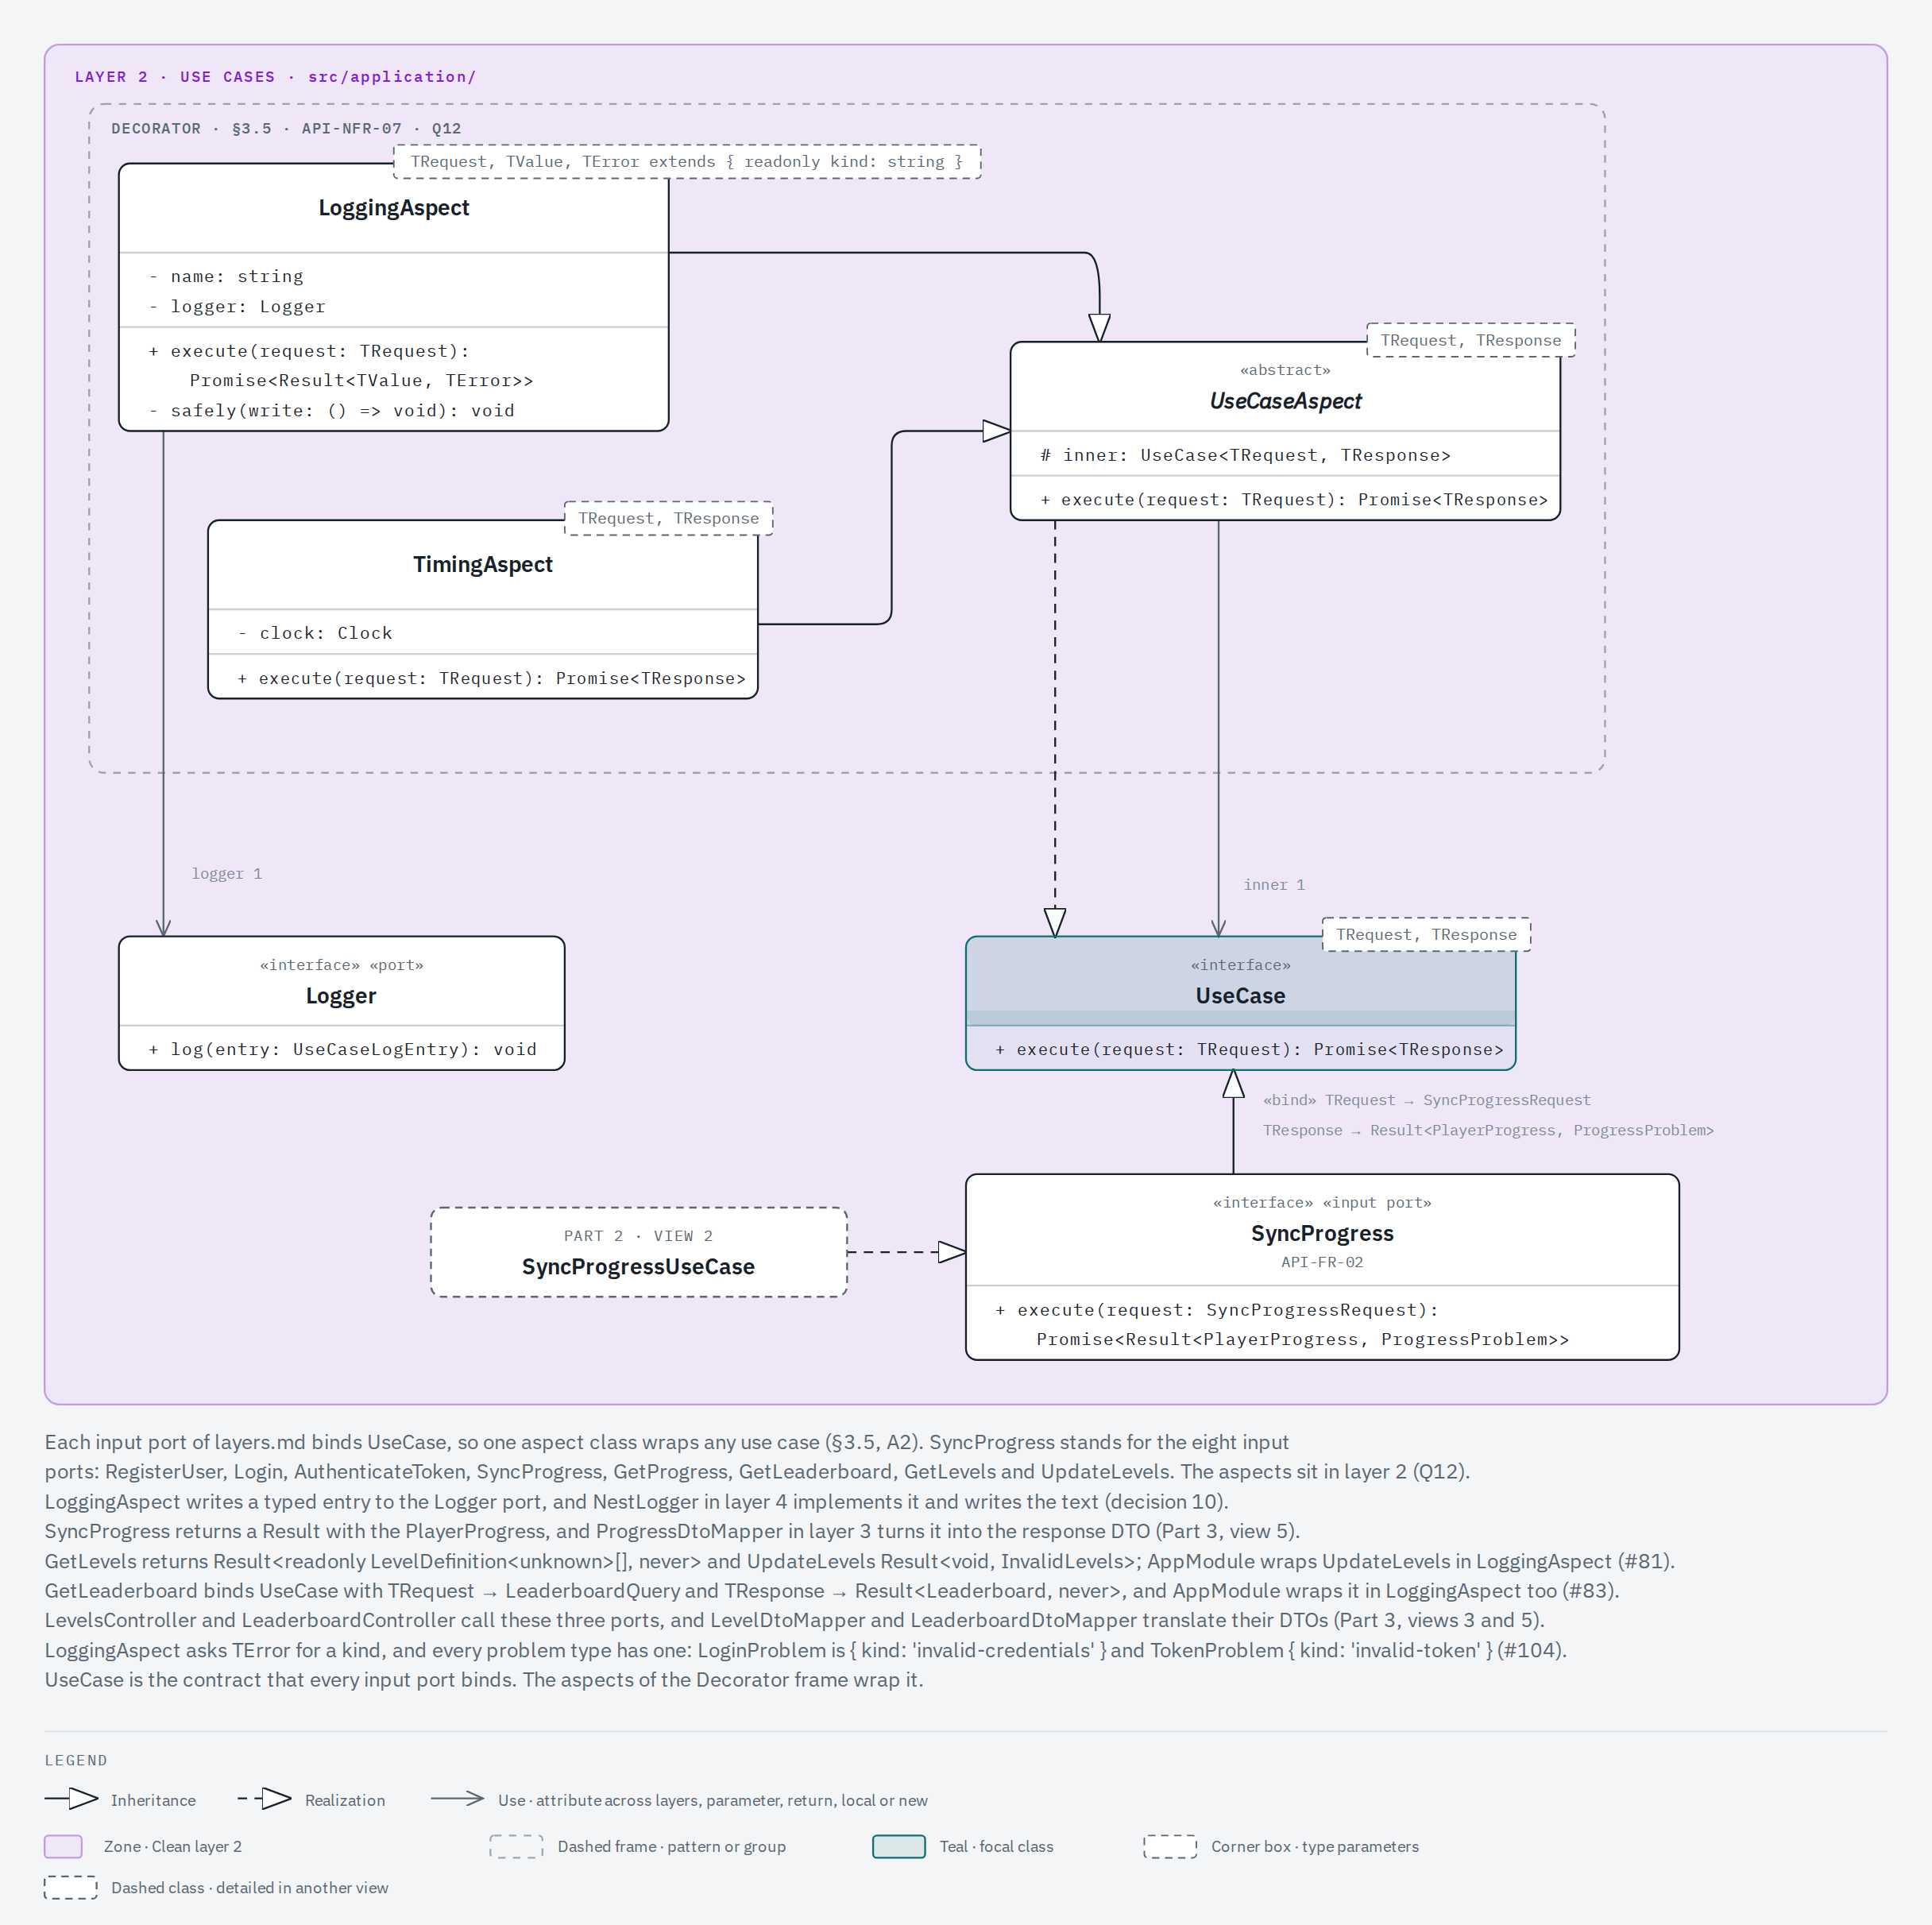 LAYER 2 · USE CASES · src/application/
DECORATOR · §3.5 · API-NFR-07 · Q12
TRequest, TValue, TError extends { readonly kind: string }
LoggingAspect
- name: string
- logger: Logger
+ execute(request: TRequest):
Promise<Result<TValue, TError>>
- safely(write: () => void): void
TRequest, TResponse
«abstract»
UseCaseAspect
# inner: UseCase<TRequest, TResponse>
+ execute(request: TRequest): Promise<TResponse>
TRequest, TResponse
TimingAspect
- clock: Clock
+ execute(request: TRequest): Promise<TResponse>
logger 1
inner 1
«interface» «port»
Logger
+ log(entry: UseCaseLogEntry): void
TRequest, TResponse
«interface»
UseCase
+ execute(request: TRequest): Promise<TResponse>
«bind» TRequest → SyncProgressRequest
TResponse → Result<PlayerProgress, ProgressProblem>
PART 2 · VIEW 2
SyncProgressUseCase
«interface» «input port»
SyncProgress
API-FR-02
+ execute(request: SyncProgressRequest):
Promise<Result<PlayerProgress, ProgressProblem>>
Each input port of layers.md binds UseCase, so one aspect class wraps any use case (§3.5, A2). SyncProgress stands for the eight input
ports: RegisterUser, Login, AuthenticateToken, SyncProgress, GetProgress, GetLeaderboard, GetLevels and UpdateLevels. The aspects sit in layer 2 (Q12).
LoggingAspect writes a typed entry to the Logger port, and NestLogger in layer 4 implements it and writes the text (decision 10).
SyncProgress returns a Result with the PlayerProgress, and ProgressDtoMapper in layer 3 turns it into the response DTO (Part 3, view 5).
GetLevels returns Result<readonly LevelDefinition<unknown>[], never> and UpdateLevels Result<void, InvalidLevels>; AppModule wraps UpdateLevels in LoggingAspect (#81).
GetLeaderboard binds UseCase with TRequest → LeaderboardQuery and TResponse → Result<Leaderboard, never>, and AppModule wraps it in LoggingAspect too (#83).
LevelsController and LeaderboardController call these three ports, and LevelDtoMapper and LeaderboardDtoMapper translate their DTOs (Part 3, views 3 and 5).
LoggingAspect asks TError for a kind, and every problem type has one: LoginProblem is { kind: 'invalid-credentials' } and TokenProblem { kind: 'invalid-token' } (#104).
UseCase is the contract that every input port binds. The aspects of the Decorator frame wrap it.
LEGEND
Inheritance
Realization
Use · attribute across layers, parameter, return, local or new
Zone · Clean layer 2
Dashed frame · pattern or group
Teal · focal class
Corner box · type parameters
Dashed class · detailed in another view